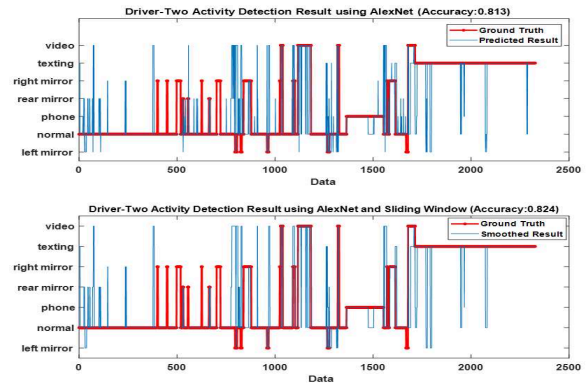 Driver-Two Activity Detection Result using AlexNet (Accuracy:0.813)
Ground Truth
Predicted Result
video
texting
right mirror
rear mirror
phone
normal
left mirror
0 500 1000 1500 2000 2500
Data
Driver-Two Activity Detection Result using AlexNet and Sliding Window (Accuracy:0.824)
Ground Truth
Smoothed Result
video
texting
right mirror
rear mirror
phone
normal
left mirror
0 500 1000 1500 2000 2500
Data